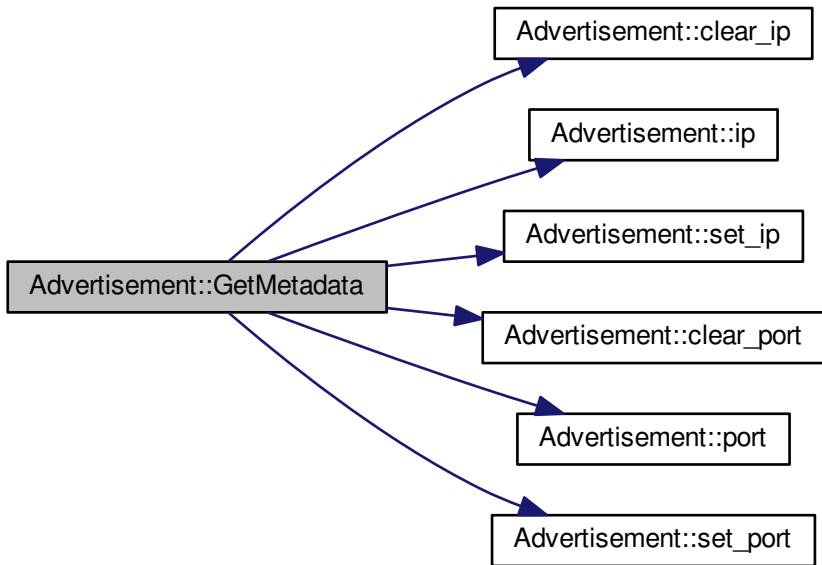 Advertisement::clear_ip
Advertisement::ip
Advertisement::set_ip
Advertisement::GetMetadata
Advertisement::clear_port
Advertisement::port
Advertisement::set_port